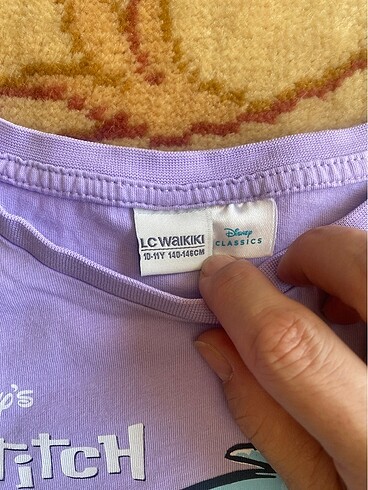 LC WAIKIKI
10-11Y 140-146CM
Disney
CLASSICS
y's
titCH